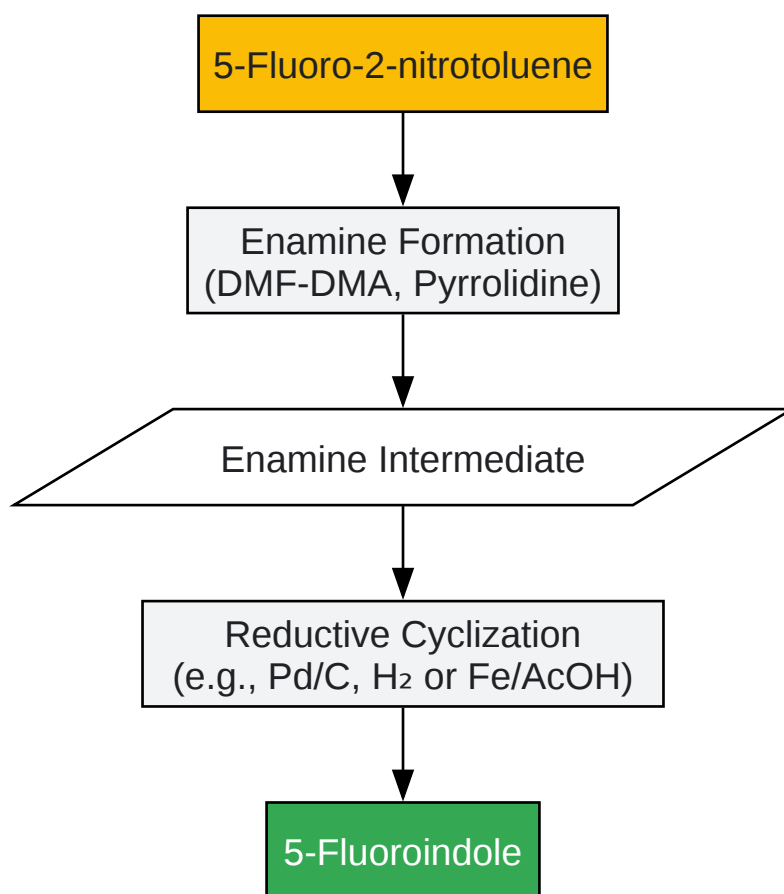 5-Fluoro-2-nitrotoluene
Enamine Formation
(DMF-DMA, Pyrrolidine)
Enamine Intermediate
Reductive Cyclization
(e.g., Pd/C, H₂ or Fe/AcOH)
5-Fluoroindole